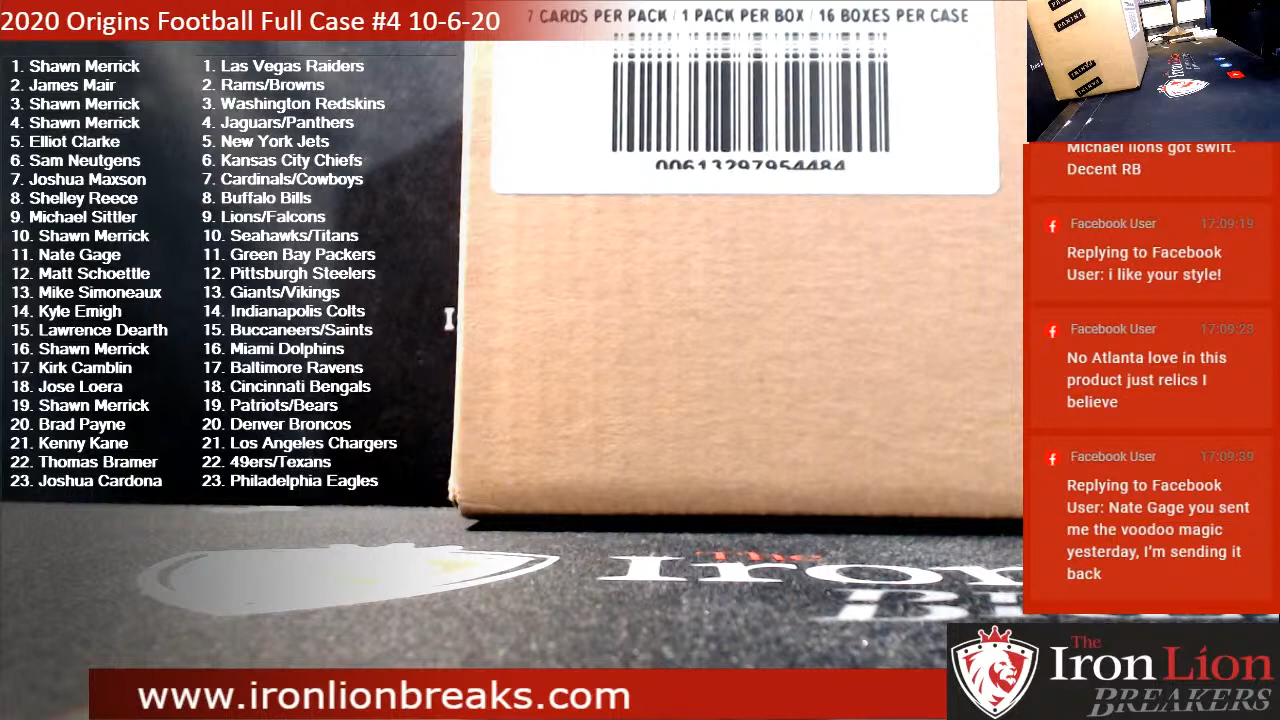 2020 Origins Football Full Case #4 10-6-20
7 CARDS PER PACK / 1 PACK PER BOX / 16 BOXES PER CASE
00613297954484
1. Shawn Merrick
2. James Mair
3. Shawn Merrick
4. Shawn Merrick
5. Elliot Clarke
6. Sam Neutgens
7. Joshua Maxson
8. Shelley Reece
9. Michael Sittler
10. Shawn Merrick
11. Nate Gage
12. Matt Schoettle
13. Mike Simoneaux
14. Kyle Emigh
15. Lawrence Dearth
16. Shawn Merrick
17. Kirk Camblin
18. Jose Loera
19. Shawn Merrick
20. Brad Payne
21. Kenny Kane
22. Thomas Bramer
23. Joshua Cardona
1. Las Vegas Raiders
2. Rams/Browns
3. Washington Redskins
4. Jaguars/Panthers
5. New York Jets
6. Kansas City Chiefs
7. Cardinals/Cowboys
8. Buffalo Bills
9. Lions/Falcons
10. Seahawks/Titans
11. Green Bay Packers
12. Pittsburgh Steelers
13. Giants/Vikings
14. Indianapolis Colts
15. Buccaneers/Saints
16. Miami Dolphins
17. Baltimore Ravens
18. Cincinnati Bengals
19. Patriots/Bears
20. Denver Broncos
21. Los Angeles Chargers
22. 49ers/Texans
23. Philadelphia Eagles
PANINI
PANINI
Michael lions got swift.
Decent RB
Facebook User 17:09:19
Replying to Facebook
User: i like your style!
Facebook User 17:09:23
No Atlanta love in this
product just relics I
believe
Facebook User 17:09:39
Replying to Facebook
User: Nate Gage you sent
me the voodoo magic
yesterday, I'm sending it
back
The
Iron
www.ironlionbreaks.com
The
Iron Lion
BREAKERS